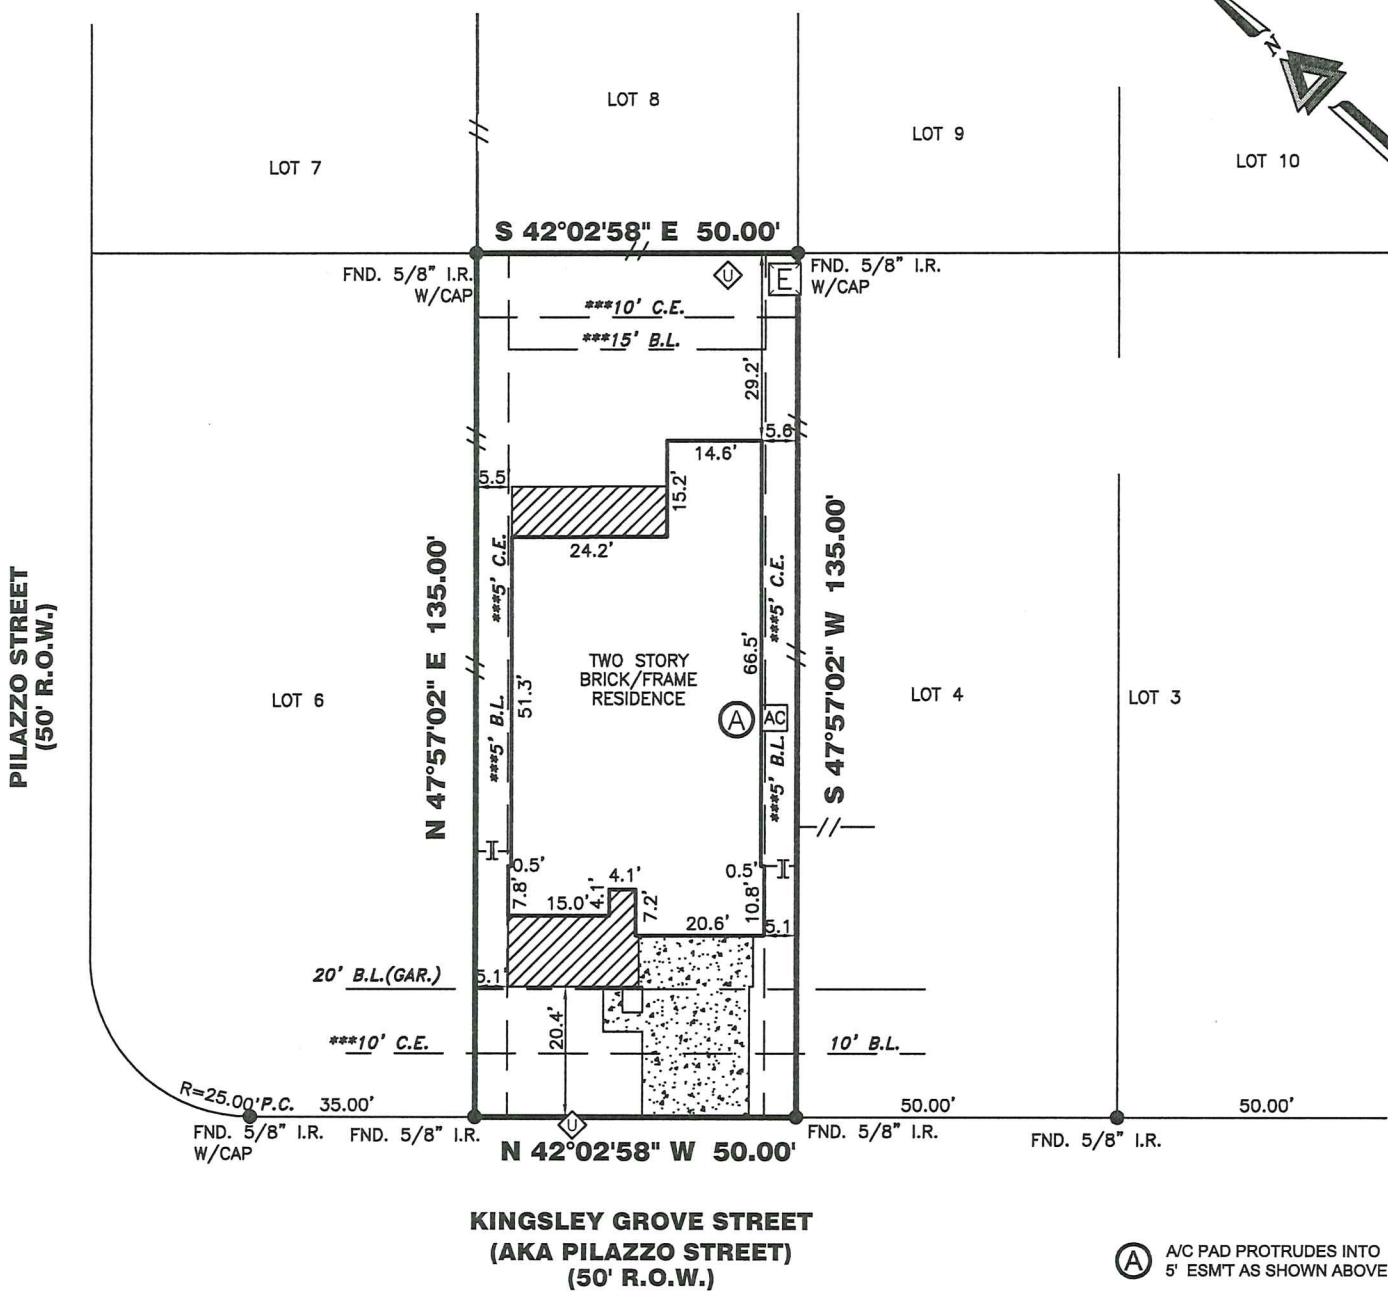 N
LOT 8
LOT 9
LOT 7
LOT 10
S 42°02'58" E 50.00'
FND. 5/8" I.R.
W/CAP
U
E
FND. 5/8" I.R.
W/CAP
***10' C.E.
***15' B.L.
29.2'
5.6
14.6'
15.2'
5.5'
24.2'
***5' C.E.
***5' C.E.
N 47°57'02" E 135.00'
S 47°57'02" W 135.00'
PILAZZO STREET
(50' R.O.W.)
TWO STORY
BRICK/FRAME
RESIDENCE
66.5'
51.3'
LOT 6
LOT 4
LOT 3
A
AC
***5' B.L.
***5' B.L.
0.5'
4.1'
0.5'
7.8'
15.0'
4.1'
7.2'
20.6'
10.8'
5.1
20' B.L.(GAR.)
5.1'
20.4'
***10' C.E.
10' B.L.
R=25.00'
P.C.
35.00'
50.00'
50.00'
FND. 5/8" I.R.
W/CAP
FND. 5/8" I.R.
U
FND. 5/8" I.R.
FND. 5/8" I.R.
N 42°02'58" W 50.00'
KINGSLEY GROVE STREET
(AKA PILAZZO STREET)
(50' R.O.W.)
A
A/C PAD PROTRUDES INTO
5' ESM'T AS SHOWN ABOVE